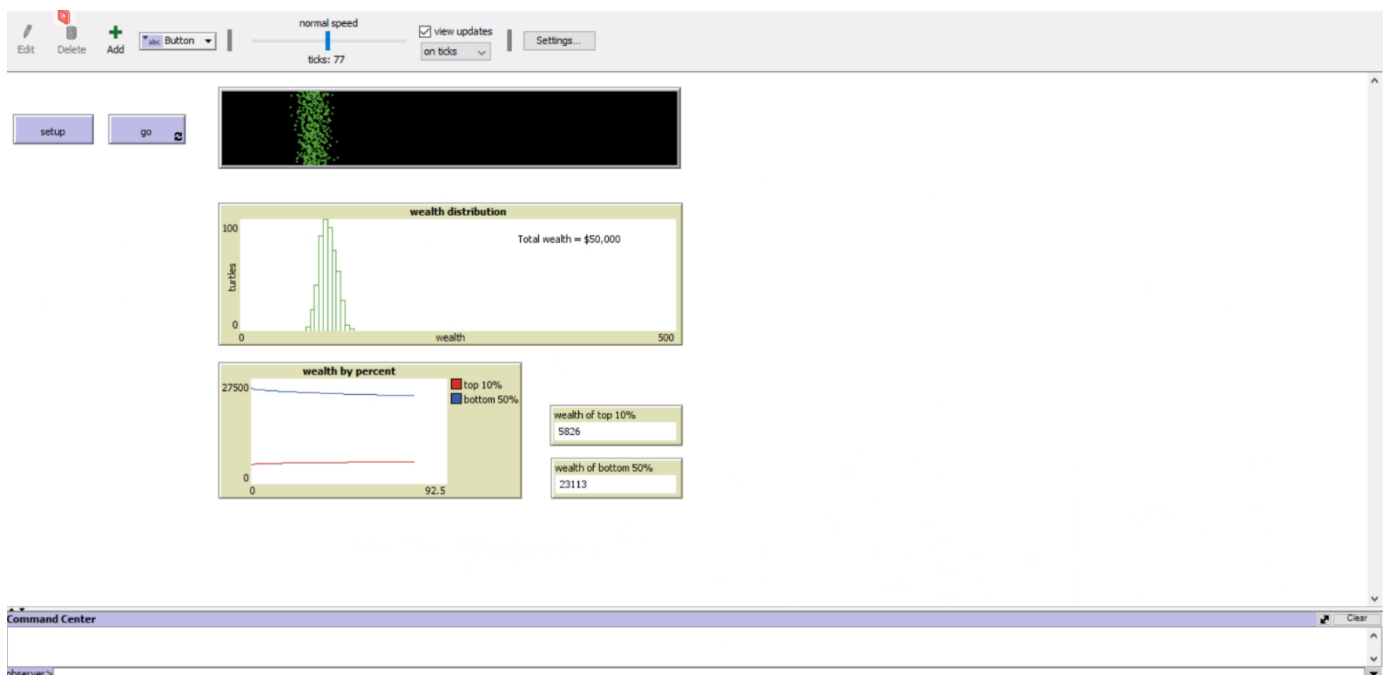 normal speed
view updates
Edit
Delete
Add
abc Button
on ticks
Settings...
ticks: 77
setup
go
wealth distribution
100
Total wealth = $50,000
turtles
0
0
wealth
500
wealth by percent
27500
top 10%
bottom 50%
0
0
92.5
wealth of top 10%
5826
wealth of bottom 50%
23113
Command Center
Clear
observer>